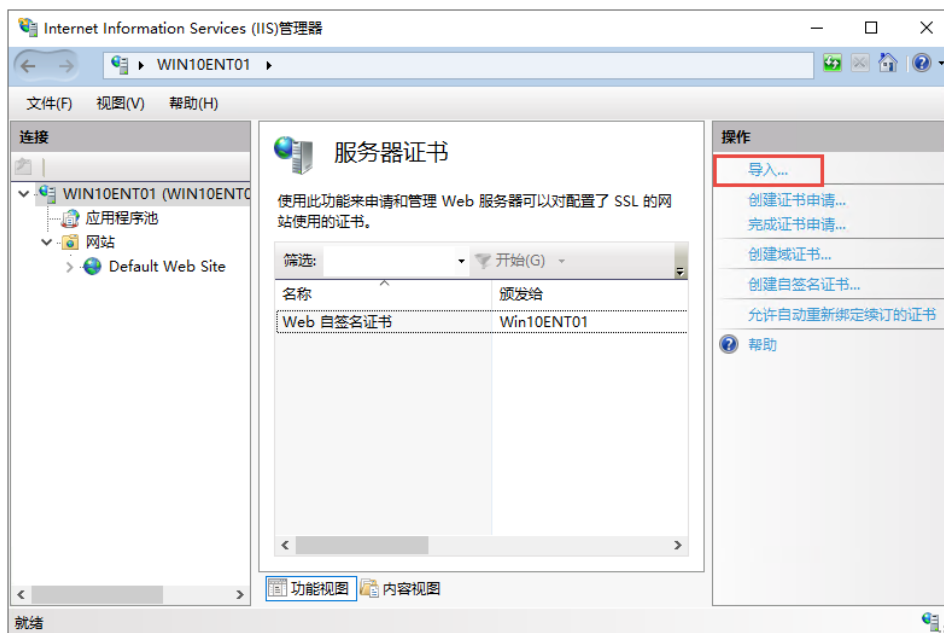 Internet Information Services (IIS)管理器
WIN10ENT01
文件(F) 视图(V) 帮助(H)
连接
WIN10ENT01 (WIN10ENTO
应用程序池
网站
Default Web Site
服务器证书
使用此功能来申请和管理 Web 服务器可以对配置了 SSL 的网
站使用的证书。
筛选: 开始(G)
名称 颁发给
Web 自签名证书 Win10ENT01
功能视图 内容视图
操作
导入...
创建证书申请...
完成证书申请...
创建域证书...
创建自签名证书...
允许自动重新绑定续订的证书
帮助
就绪